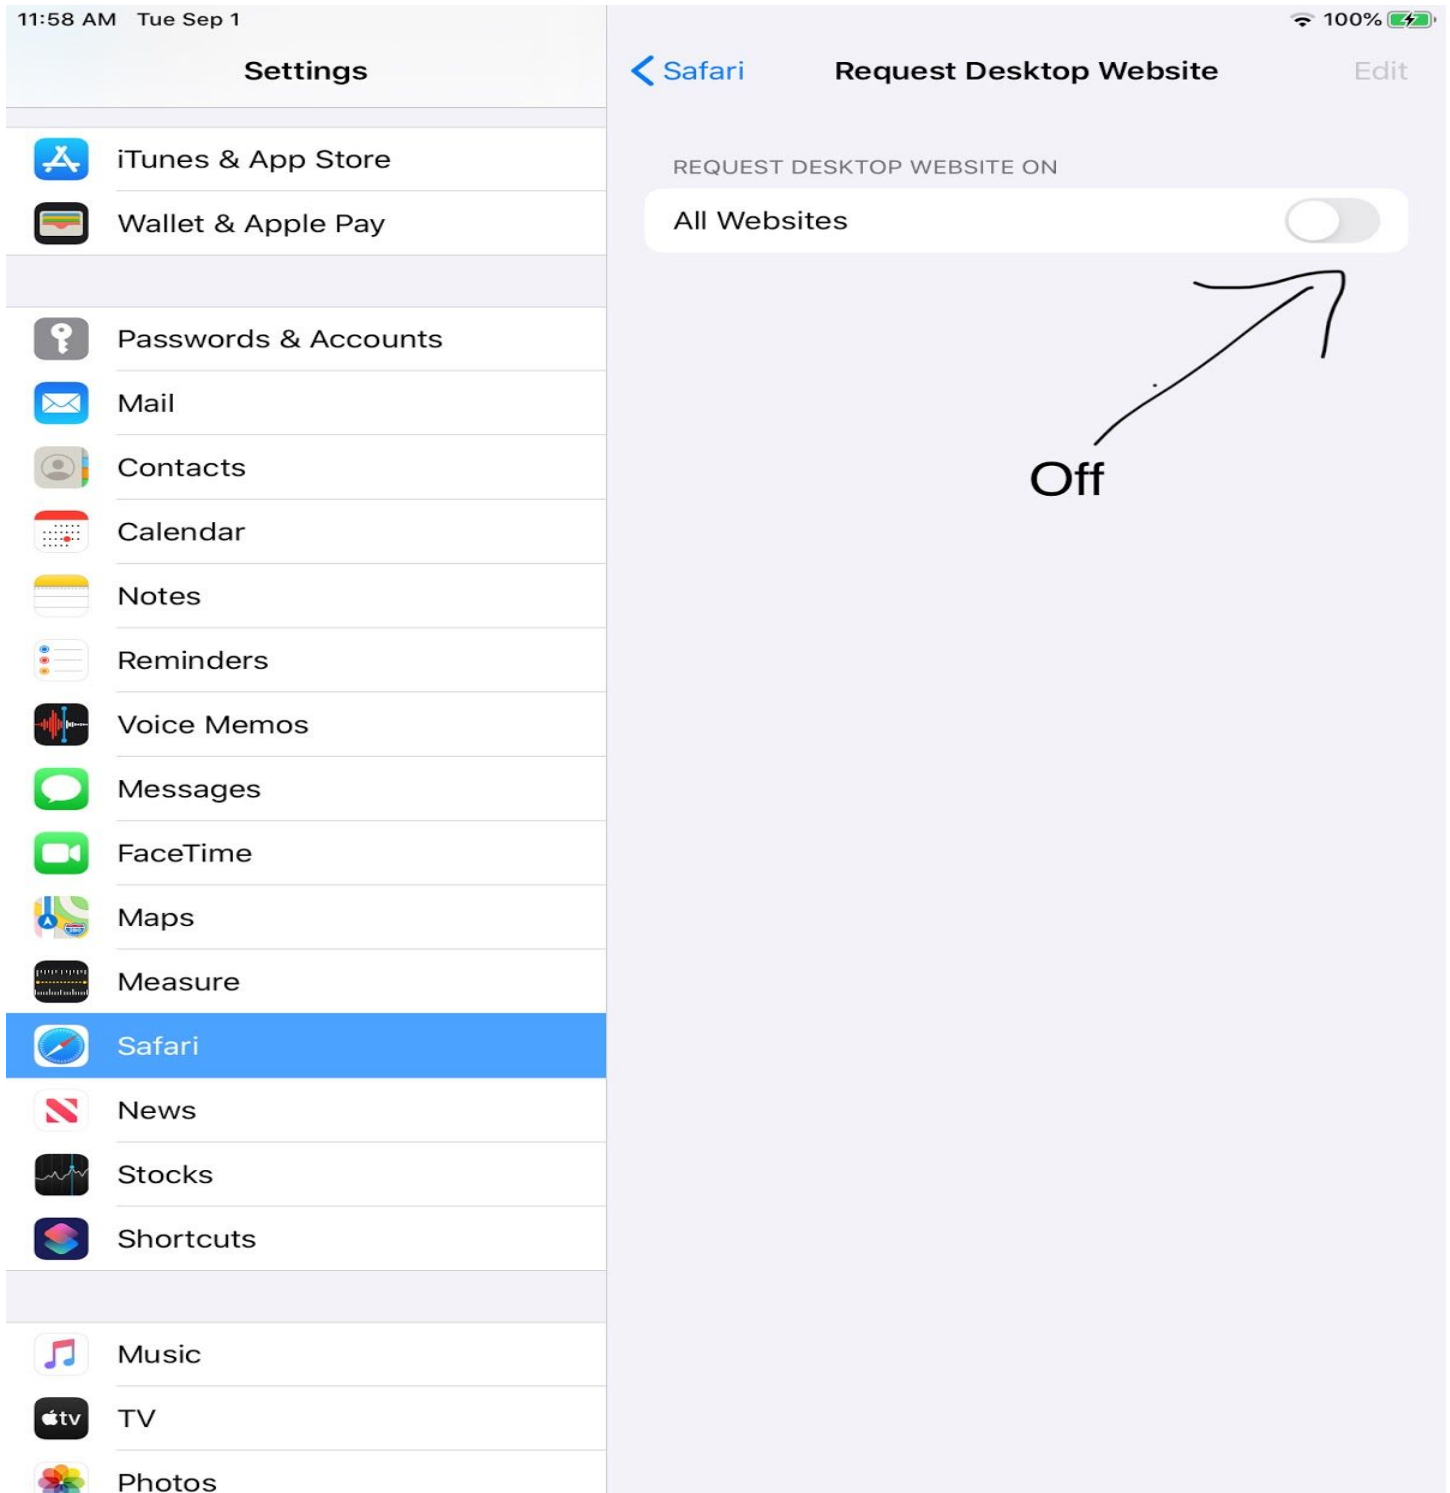 11:58 AM Tue Sep 1
100%
Settings
Safari
Request Desktop Website
Edit
iTunes & App Store
Wallet & Apple Pay
Passwords & Accounts
Mail
Contacts
Calendar
Notes
Reminders
Voice Memos
Messages
FaceTime
Maps
Measure
Safari
News
Stocks
Shortcuts
Music
tv
TV
Photos
REQUEST DESKTOP WEBSITE ON
All Websites
Off